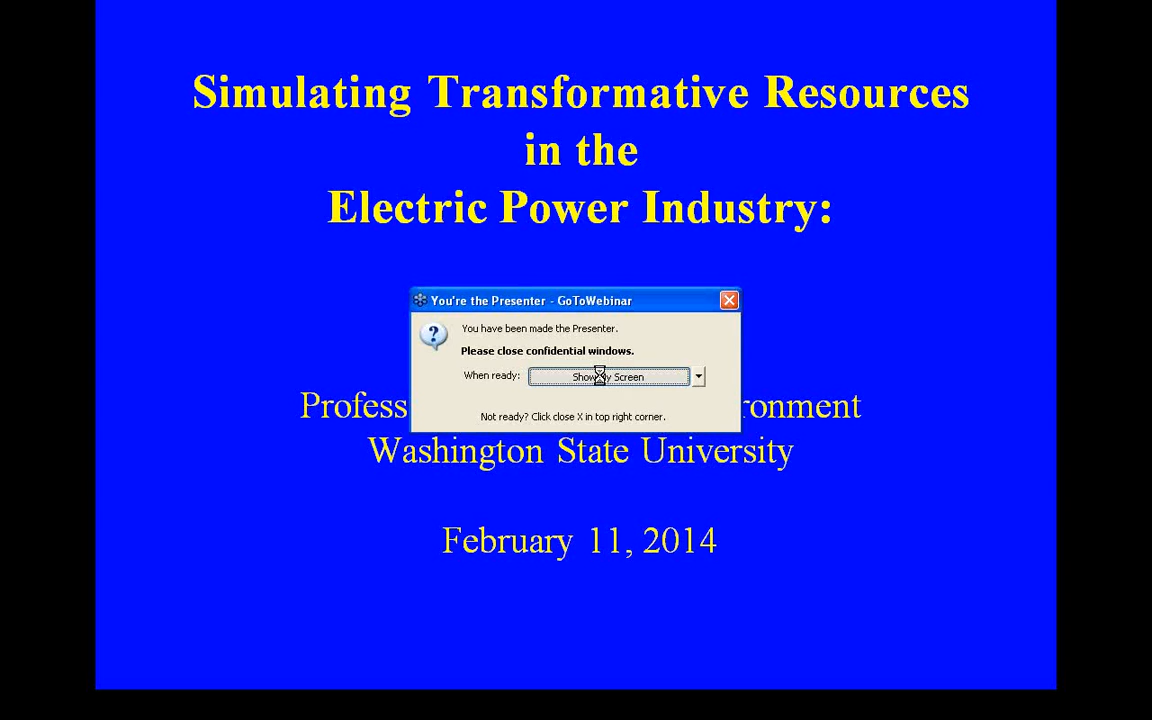 Simulating Transformative Resources
in the
Electric Power Industry:
You're the Presenter - GoToWebinar
You have been made the Presenter.
Please close confidential windows.
When ready: Show My Screen
Not ready? Click close X in top right corner.
Washington State University
February 11, 2014